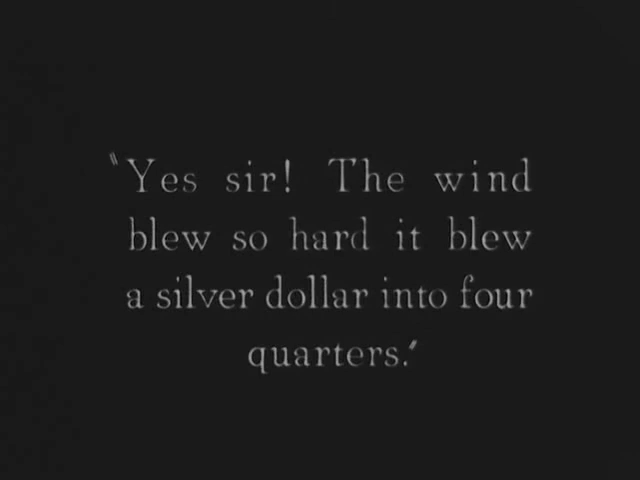 "Yes sir! The wind
blew so hard it blew
a silver dollar into four
quarters."